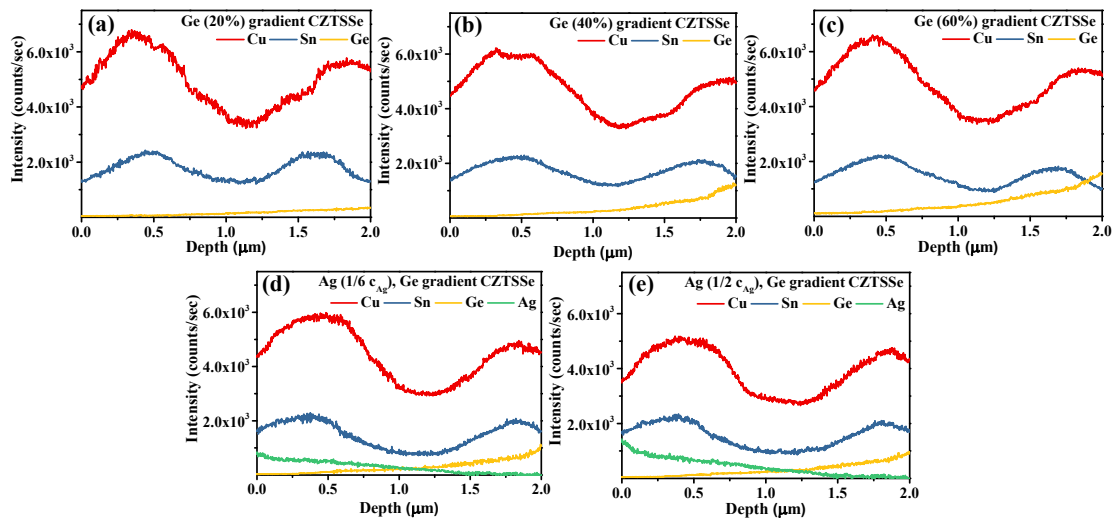 (a)
Ge (20%) gradient CZTSSe
Cu Sn Ge
6.0x10³
4.0x10³
2.0x10³
Intensity (counts/sec)
0.0 0.5 1.0 1.5 2.0
Depth (μm)
(b)
Ge (40%) gradient CZTSSe
Cu Sn Ge
6.0x10³
4.0x10³
2.0x10³
Intensity (counts/sec)
0.0 0.5 1.0 1.5 2.0
Depth (μm)
(c)
Ge (60%) gradient CZTSSe
Cu Sn Ge
6.0x10³
4.0x10³
2.0x10³
Intensity (counts/sec)
0.0 0.5 1.0 1.5 2.0
Depth (μm)
(d)
Ag (1/6 c_Ag), Ge gradient CZTSSe
Cu Sn Ge Ag
6.0x10³
4.0x10³
2.0x10³
Intensity (counts/sec)
0.0 0.5 1.0 1.5 2.0
Depth (μm)
(e)
Ag (1/2 c_Ag), Ge gradient CZTSSe
Cu Sn Ge Ag
6.0x10³
4.0x10³
2.0x10³
Intensity (counts/sec)
0.0 0.5 1.0 1.5 2.0
Depth (μm)